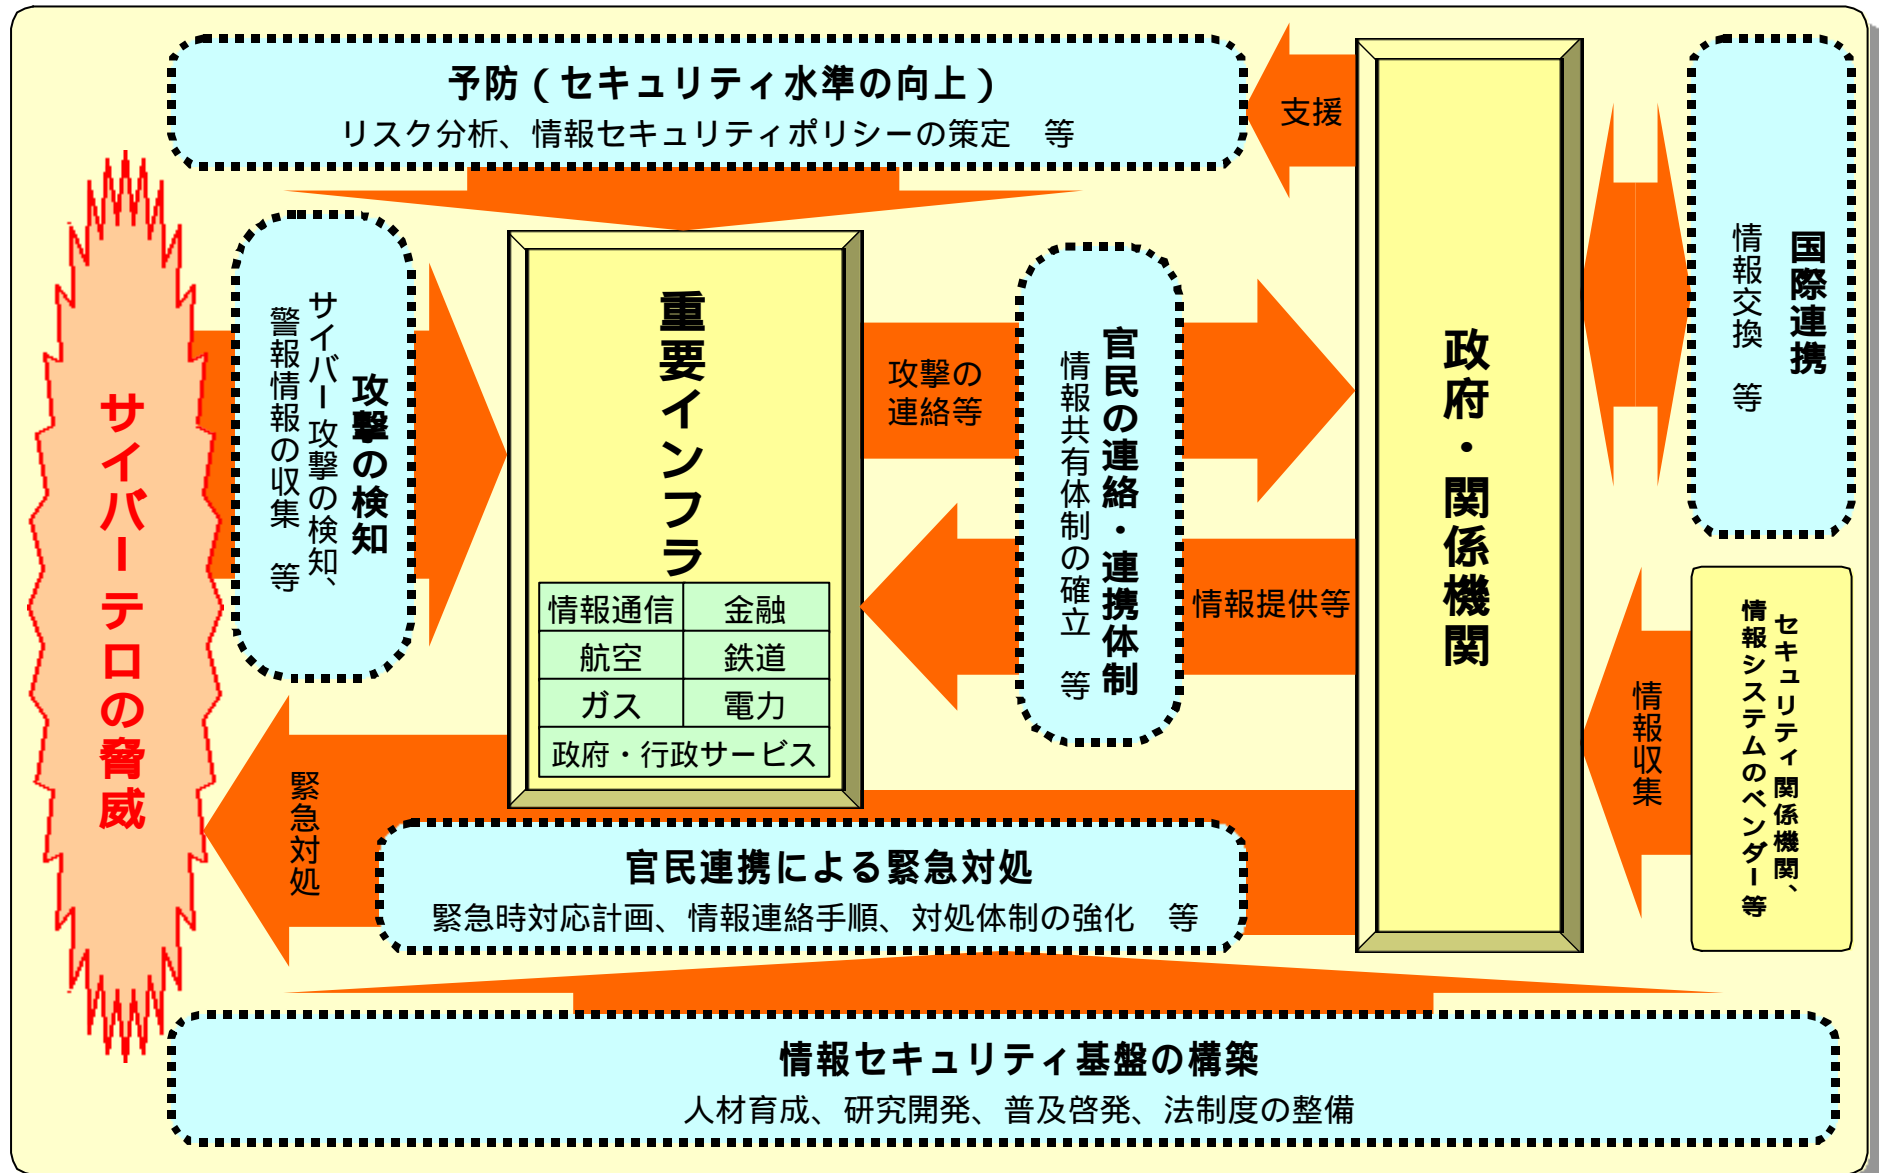 予防（セキュリティ水準の向上）
リスク分析、情報セキュリティポリシーの策定　等
支援
サイバーテロの脅威
攻撃の検知
サイバー攻撃の検知、
警報情報の収集　等
重要インフラ
情報通信
金融
航空
鉄道
ガス
電力
政府・行政サービス
攻撃の
連絡等
官民の連絡・連携体制
情報共有体制の確立　等
情報提供等
政府・関係機関
国際連携
情報交換　等
セキュリティ関係機関、
情報システムのベンダー等
情報収集
緊急対処
官民連携による緊急対処
緊急時対応計画、情報連絡手順、対処体制の強化　等
情報セキュリティ基盤の構築
人材育成、研究開発、普及啓発、法制度の整備